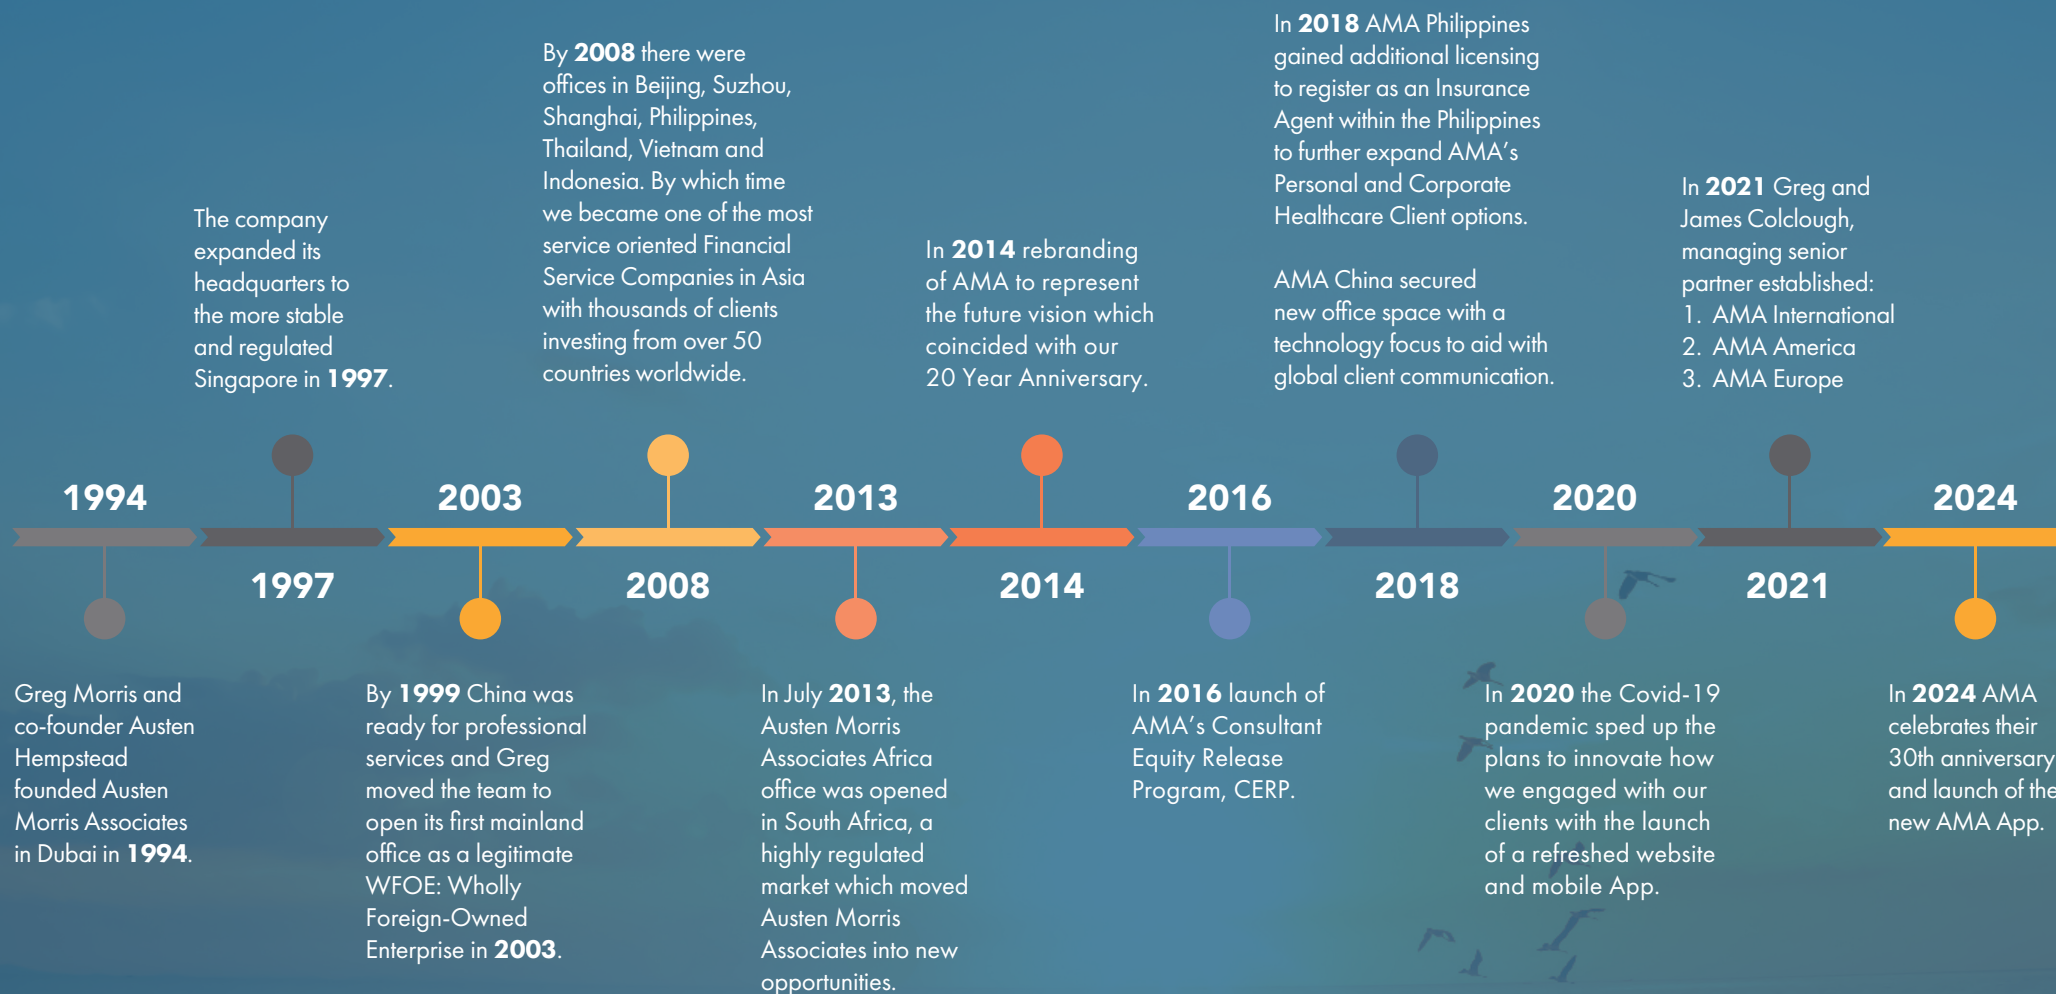 The company
expanded its
headquarters to
the more stable
and regulated
Singapore in 1997.
By 2008 there were
offices in Beijing, Suzhou,
Shanghai, Philippines,
Thailand, Vietnam and
Indonesia. By which time
we became one of the most
service oriented Financial
Service Companies in Asia
with thousands of clients
investing from over 50
countries worldwide.
In 2014 rebranding
of AMA to represent
the future vision which
coincided with our
20 Year Anniversary.
In 2018 AMA Philippines
gained additional licensing
to register as an Insurance
Agent within the Philippines
to further expand AMA’s
Personal and Corporate
Healthcare Client options.
AMA China secured
new office space with a
technology focus to aid with
global client communication.
In 2021 Greg and
James Colclough,
managing senior
partner established:
1. AMA International
2. AMA America
3. AMA Europe
1994
2003
2013
2016
2020
2024
1997
2008
2014
2018
2021
Greg Morris and
co-founder Austen
Hempstead
founded Austen
Morris Associates
in Dubai in 1994.
By 1999 China was
ready for professional
services and Greg
moved the team to
open its first mainland
office as a legitimate
WFOE: Wholly
Foreign-Owned
Enterprise in 2003.
In July 2013, the
Austen Morris
Associates Africa
office was opened
in South Africa, a
highly regulated
market which moved
Austen Morris
Associates into new
opportunities.
In 2016 launch of
AMA’s Consultant
Equity Release
Program, CERP.
In 2020 the Covid-19
pandemic sped up the
plans to innovate how
we engaged with our
clients with the launch
of a refreshed website
and mobile App.
In 2024 AMA
celebrates their
30th anniversary
and launch of the
new AMA App.